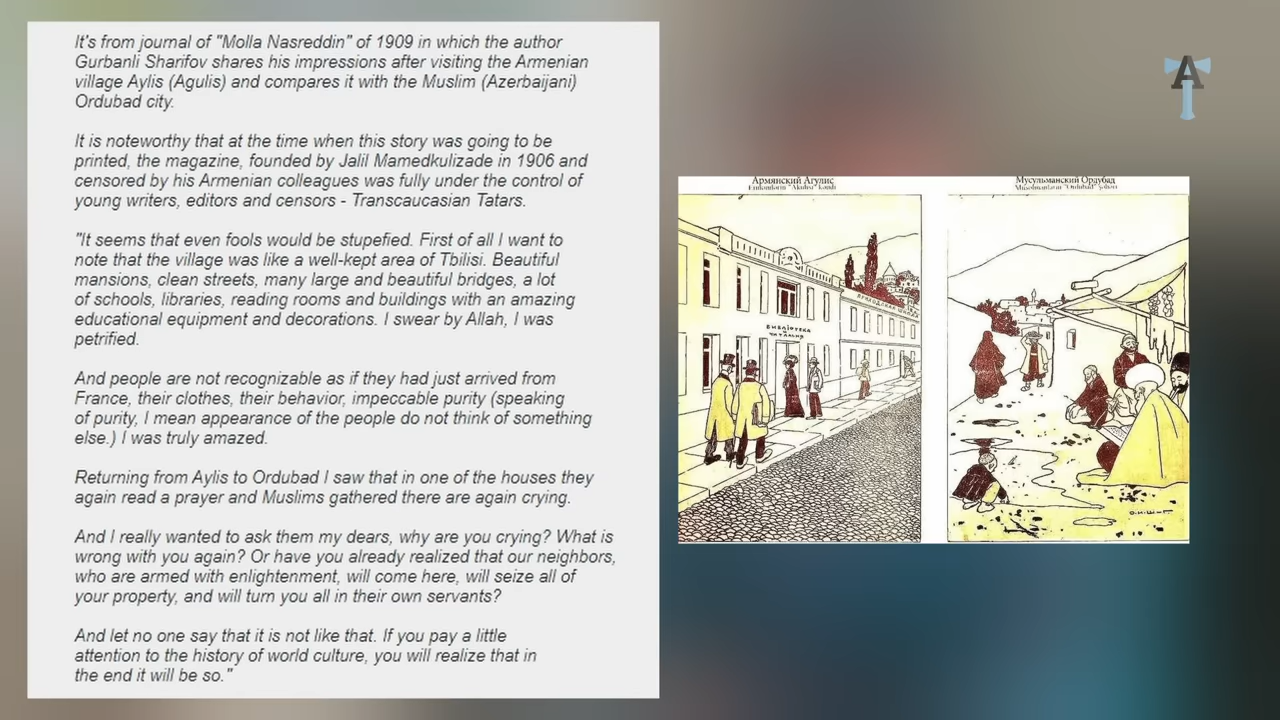 It's from journal of "Molla Nasreddin" of 1909 in which the author
Gurbanli Sharifov shares his impressions after visiting the Armenian
village Aylis (Agulis) and compares it with the Muslim (Azerbaijani)
Ordubad city.
It is noteworthy that at the time when this story was going to be
printed, the magazine, founded by Jalil Mamedkulizade in 1906 and
censored by his Armenian colleagues was fully under the control of
young writers, editors and censors - Transcaucasian Tatars.
"It seems that even fools would be stupefied. First of all I want to
note that the village was like a well-kept area of Tbilisi. Beautiful
mansions, clean streets, many large and beautiful bridges, a lot
of schools, libraries, reading rooms and buildings with an amazing
educational equipment and decorations. I swear by Allah, I was
petrified.
And people are not recognizable as if they had just arrived from
France, their clothes, their behavior, impeccable purity (speaking
of purity, I mean appearance of the people do not think of something
else.) I was truly amazed.
Returning from Aylis to Ordubad I saw that in one of the houses they
again read a prayer and Muslims gathered there are again crying.
And I really wanted to ask them my dears, why are you crying? What is
wrong with you again? Or have you already realized that our neighbors,
who are armed with enlightenment, will come here, will seize all of
your property, and will turn you all in their own servants?
And let no one say that it is not like that. If you pay a little
attention to the history of world culture, you will realize that in
the end it will be so."
A
Армянский Агулис
Мусульманский Ордубад
БИБЛIОТЕКА
ЧИТАЛЬНЯ